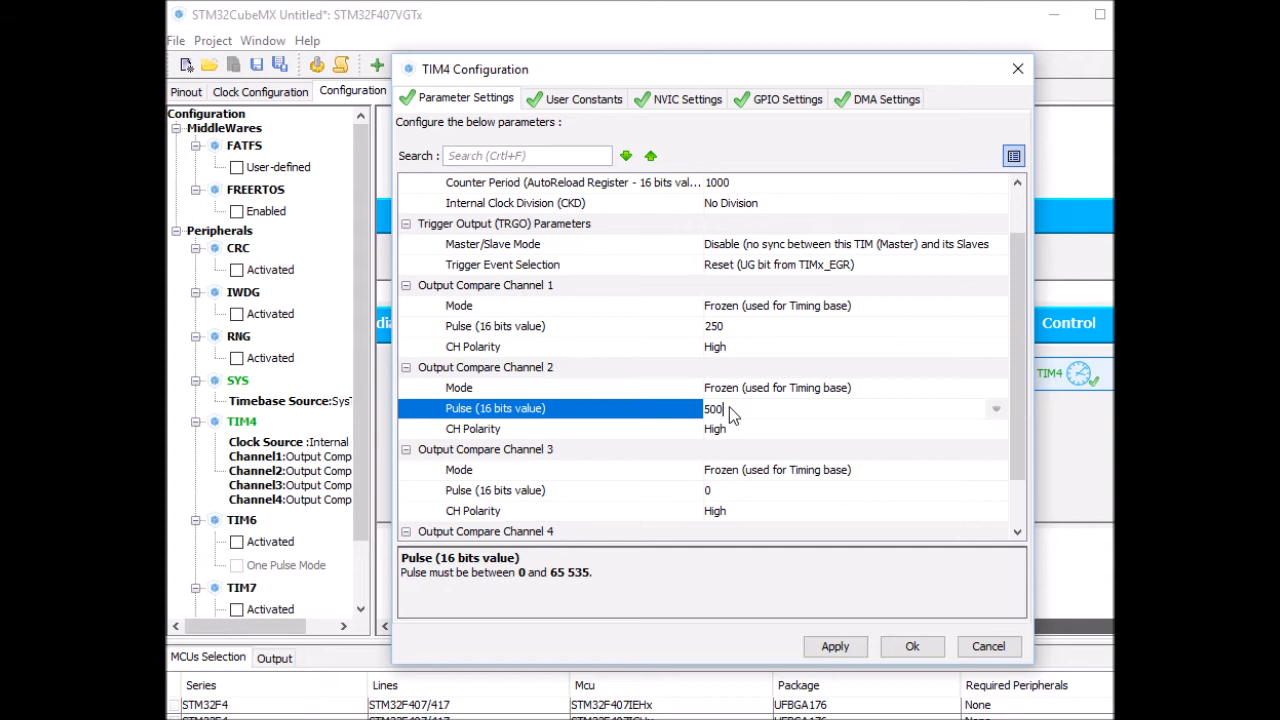 STM32CubeMX Untitled*: STM32F407VGTx
File Project Window Help
Pinout Clock Configuration Configuration
Configuration
MiddleWares
FATFS
User-defined
FREERTOS
Enabled
Peripherals
CRC
Activated
IWDG
Activated
RNG
Activated
SYS
Timebase Source:Sys
TIM4
Clock Source :Internal
Channel1:Output Comp
Channel2:Output Comp
Channel3:Output Comp
Channel4:Output Comp
TIM6
Activated
One Pulse Mode
TIM7
Activated
TIM4 Configuration
Parameter Settings User Constants NVIC Settings GPIO Settings DMA Settings
Configure the below parameters :
Search : Search (Crtl+F)
Counter Period (AutoReload Register - 16 bits val... 1000
Internal Clock Division (CKD) No Division
Trigger Output (TRGO) Parameters
Master/Slave Mode Disable (no sync between this TIM (Master) and its Slaves
Trigger Event Selection Reset (UG bit from TIMx_EGR)
Output Compare Channel 1
Mode Frozen (used for Timing base)
Pulse (16 bits value) 250
CH Polarity High
Output Compare Channel 2
Mode Frozen (used for Timing base)
Pulse (16 bits value) 500
CH Polarity High
Output Compare Channel 3
Mode Frozen (used for Timing base)
Pulse (16 bits value) 0
CH Polarity High
Output Compare Channel 4
Pulse (16 bits value)
Pulse must be between 0 and 65 535.
Apply Ok Cancel
Control
TIM4
MCUs Selection Output
Series Lines Mcu Package Required Peripherals
STM32F4 STM32F407/417 STM32F407IEHx UFBGA176 None
STM32F4 STM32F407/417 STM32F407IGHx UFBGA176 None